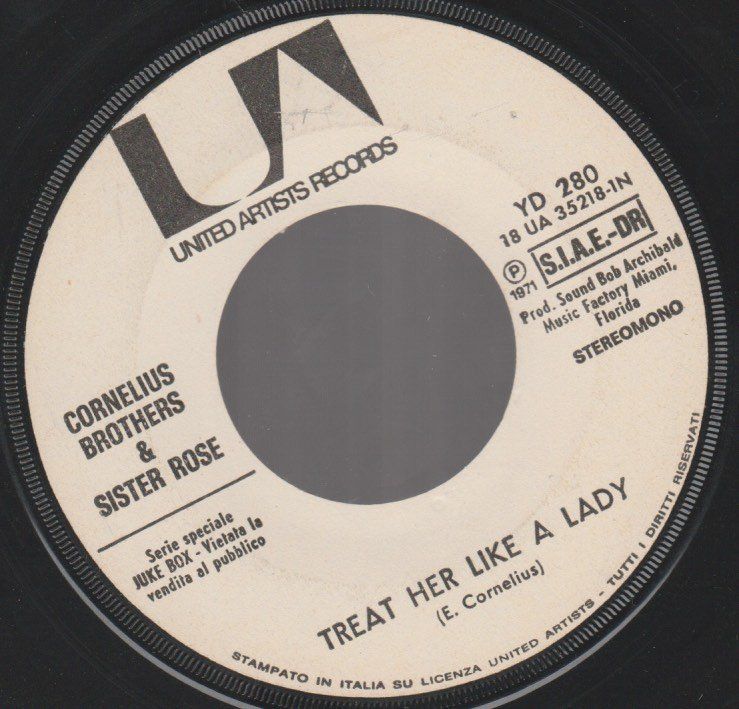 UA
UNITED ARTISTS RECORDS
YD 280
18 UA 35218-1N
S.I.A.E.-DR
Ⓟ
1971
Prod. Sound Bob Archibald
Music Factory Miami,
Florida
STEREOMONO
CORNELIUS
BROTHERS
&
SISTER ROSE
Serie speciale
JUKE BOX - Vietata la
vendita al pubblico
TREAT HER LIKE A LADY
(E. Cornelius)
STAMPATO IN ITALIA SU LICENZA UNITED ARTISTS - TUTTI I DIRITTI RISERVATI